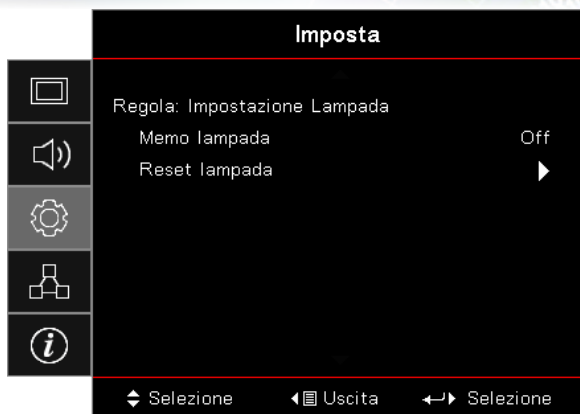 Imposta
Regola: Impostazione Lampada
Memo lampada Off
Reset lampada
Selezione Uscita Selezione